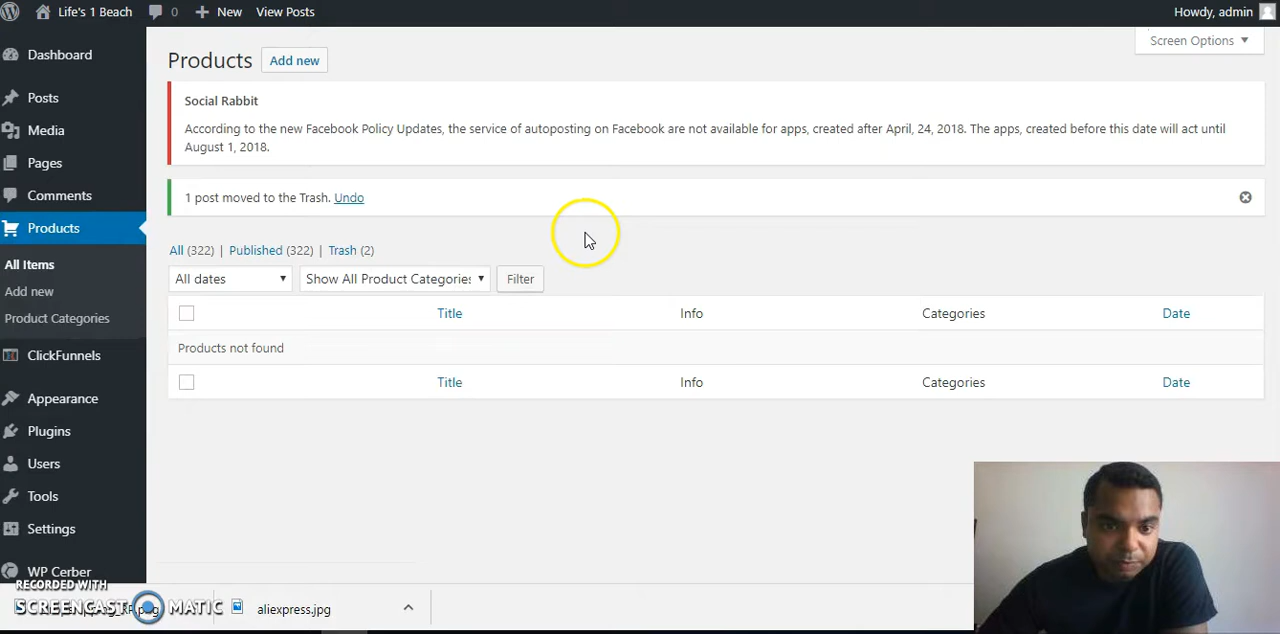 Life's 1 Beach 0 New View Posts Howdy, admin
Screen Options
Dashboard
Posts
Media
Pages
Comments
Products
All Items
Add new
Product Categories
ClickFunnels
Appearance
Plugins
Users
Tools
Settings
WP Cerber
Products Add new
Social Rabbit
According to the new Facebook Policy Updates, the service of autoposting on Facebook are not available for apps, created after April, 24, 2018. The apps, created before this date will act until
August 1, 2018.
1 post moved to the Trash. Undo
All (322) | Published (322) | Trash (2)
All dates Show All Product Categories Filter
Title Info Categories Date
Products not found
Title Info Categories Date
RECORDED WITH
SCREENCAST MATIC
aliexpress.jpg